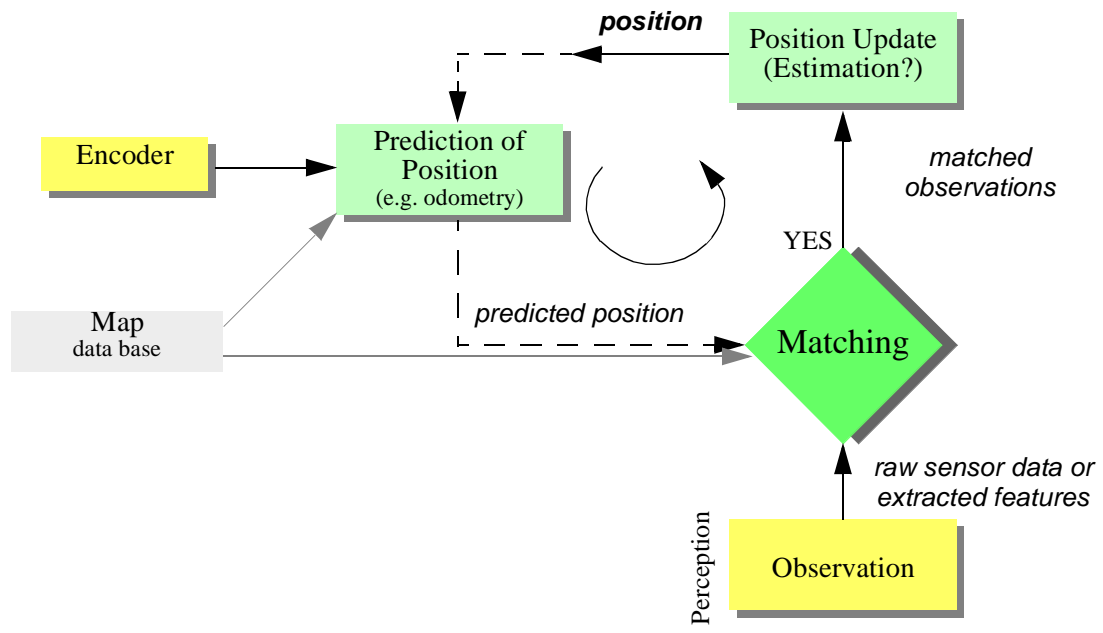 position
Position Update
(Estimation?)
Encoder
Prediction of
Position
(e.g. odometry)
matched
observations
YES
Map
data base
predicted position
Matching
raw sensor data or
extracted features
Perception
Observation